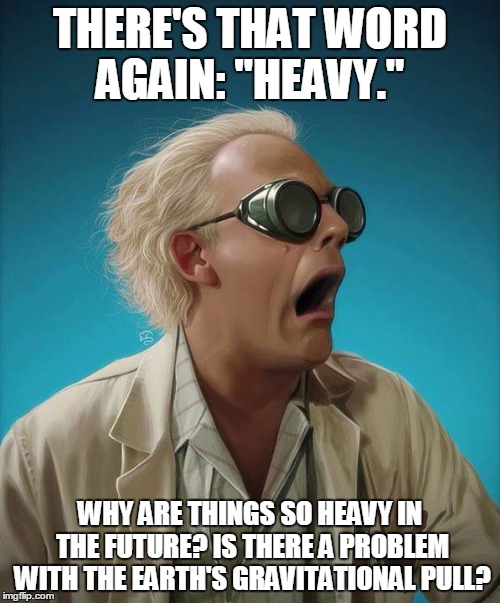 THERE'S THAT WORD
AGAIN: "HEAVY."
WHY ARE THINGS SO HEAVY IN
THE FUTURE? IS THERE A PROBLEM
WITH THE EARTH'S GRAVITATIONAL PULL?
imgflip.com